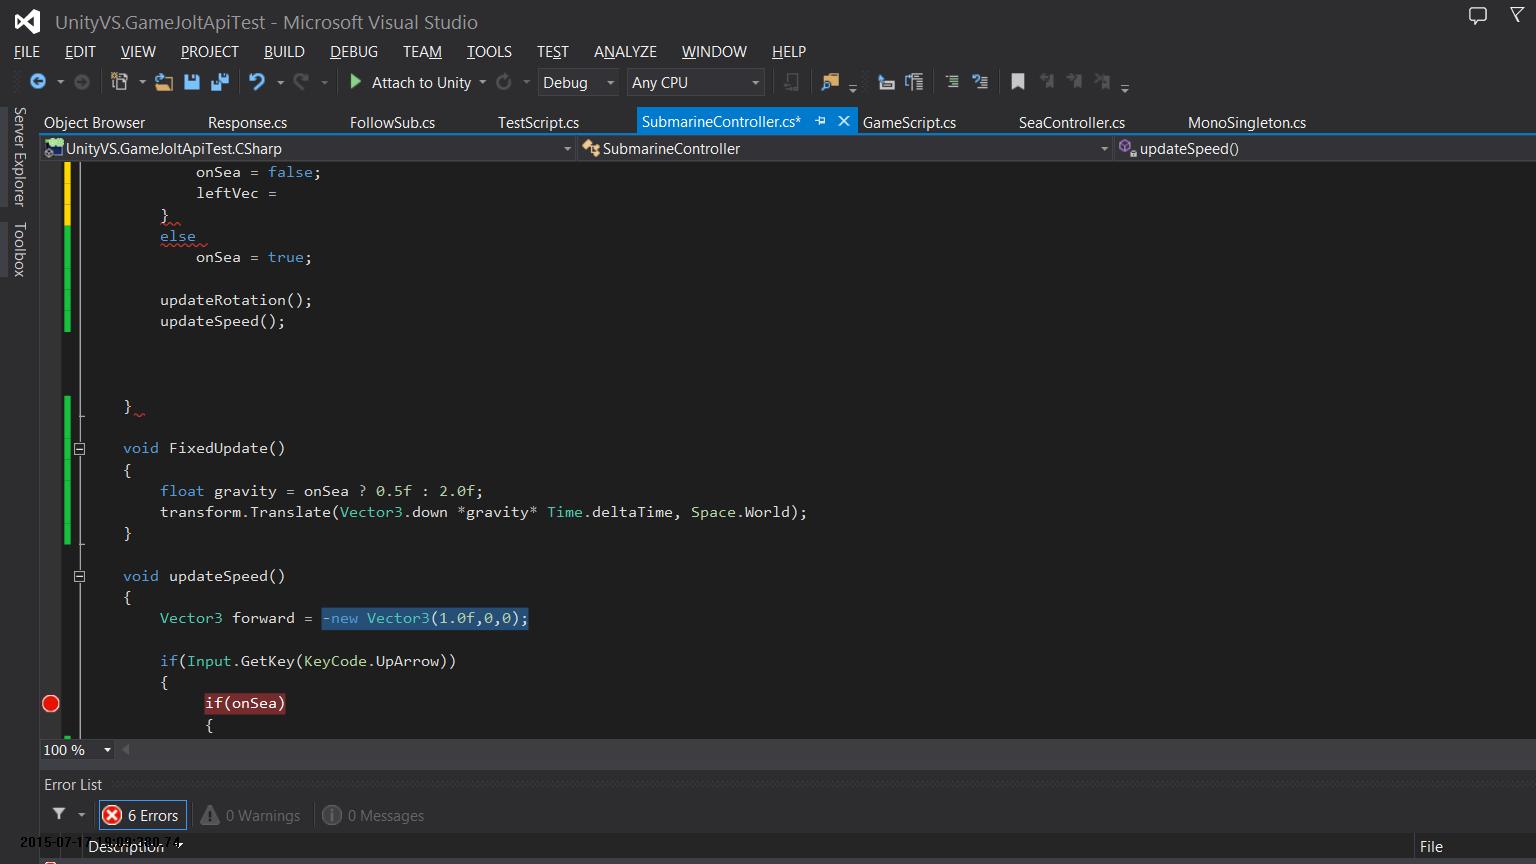 UnityVS.GameJoltApiTest - Microsoft Visual Studio
FILE EDIT VIEW PROJECT BUILD DEBUG TEAM TOOLS TEST ANALYZE WINDOW HELP
Attach to Unity Debug Any CPU
Server Explorer
Toolbox
Object Browser Response.cs FollowSub.cs TestScript.cs SubmarineController.cs* GameScript.cs SeaController.cs MonoSingleton.cs
UnityVS.GameJoltApiTest.CSharp SubmarineController updateSpeed()
onSea = false;
leftVec =
}
else
onSea = true;
updateRotation();
updateSpeed();
}
void FixedUpdate()
{
float gravity = onSea ? 0.5f : 2.0f;
transform.Translate(Vector3.down *gravity* Time.deltaTime, Space.World);
}
void updateSpeed()
{
Vector3 forward = -new Vector3(1.0f,0,0);
if(Input.GetKey(KeyCode.UpArrow))
{
if(onSea)
{
100 %
Error List
6 Errors 0 Warnings 0 Messages
2015-07-17
Description File